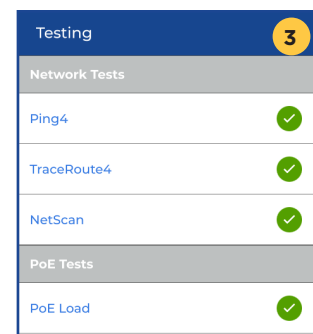 Testing 3
Network Tests
Ping4
TraceRoute4
NetScan
PoE Tests
PoE Load